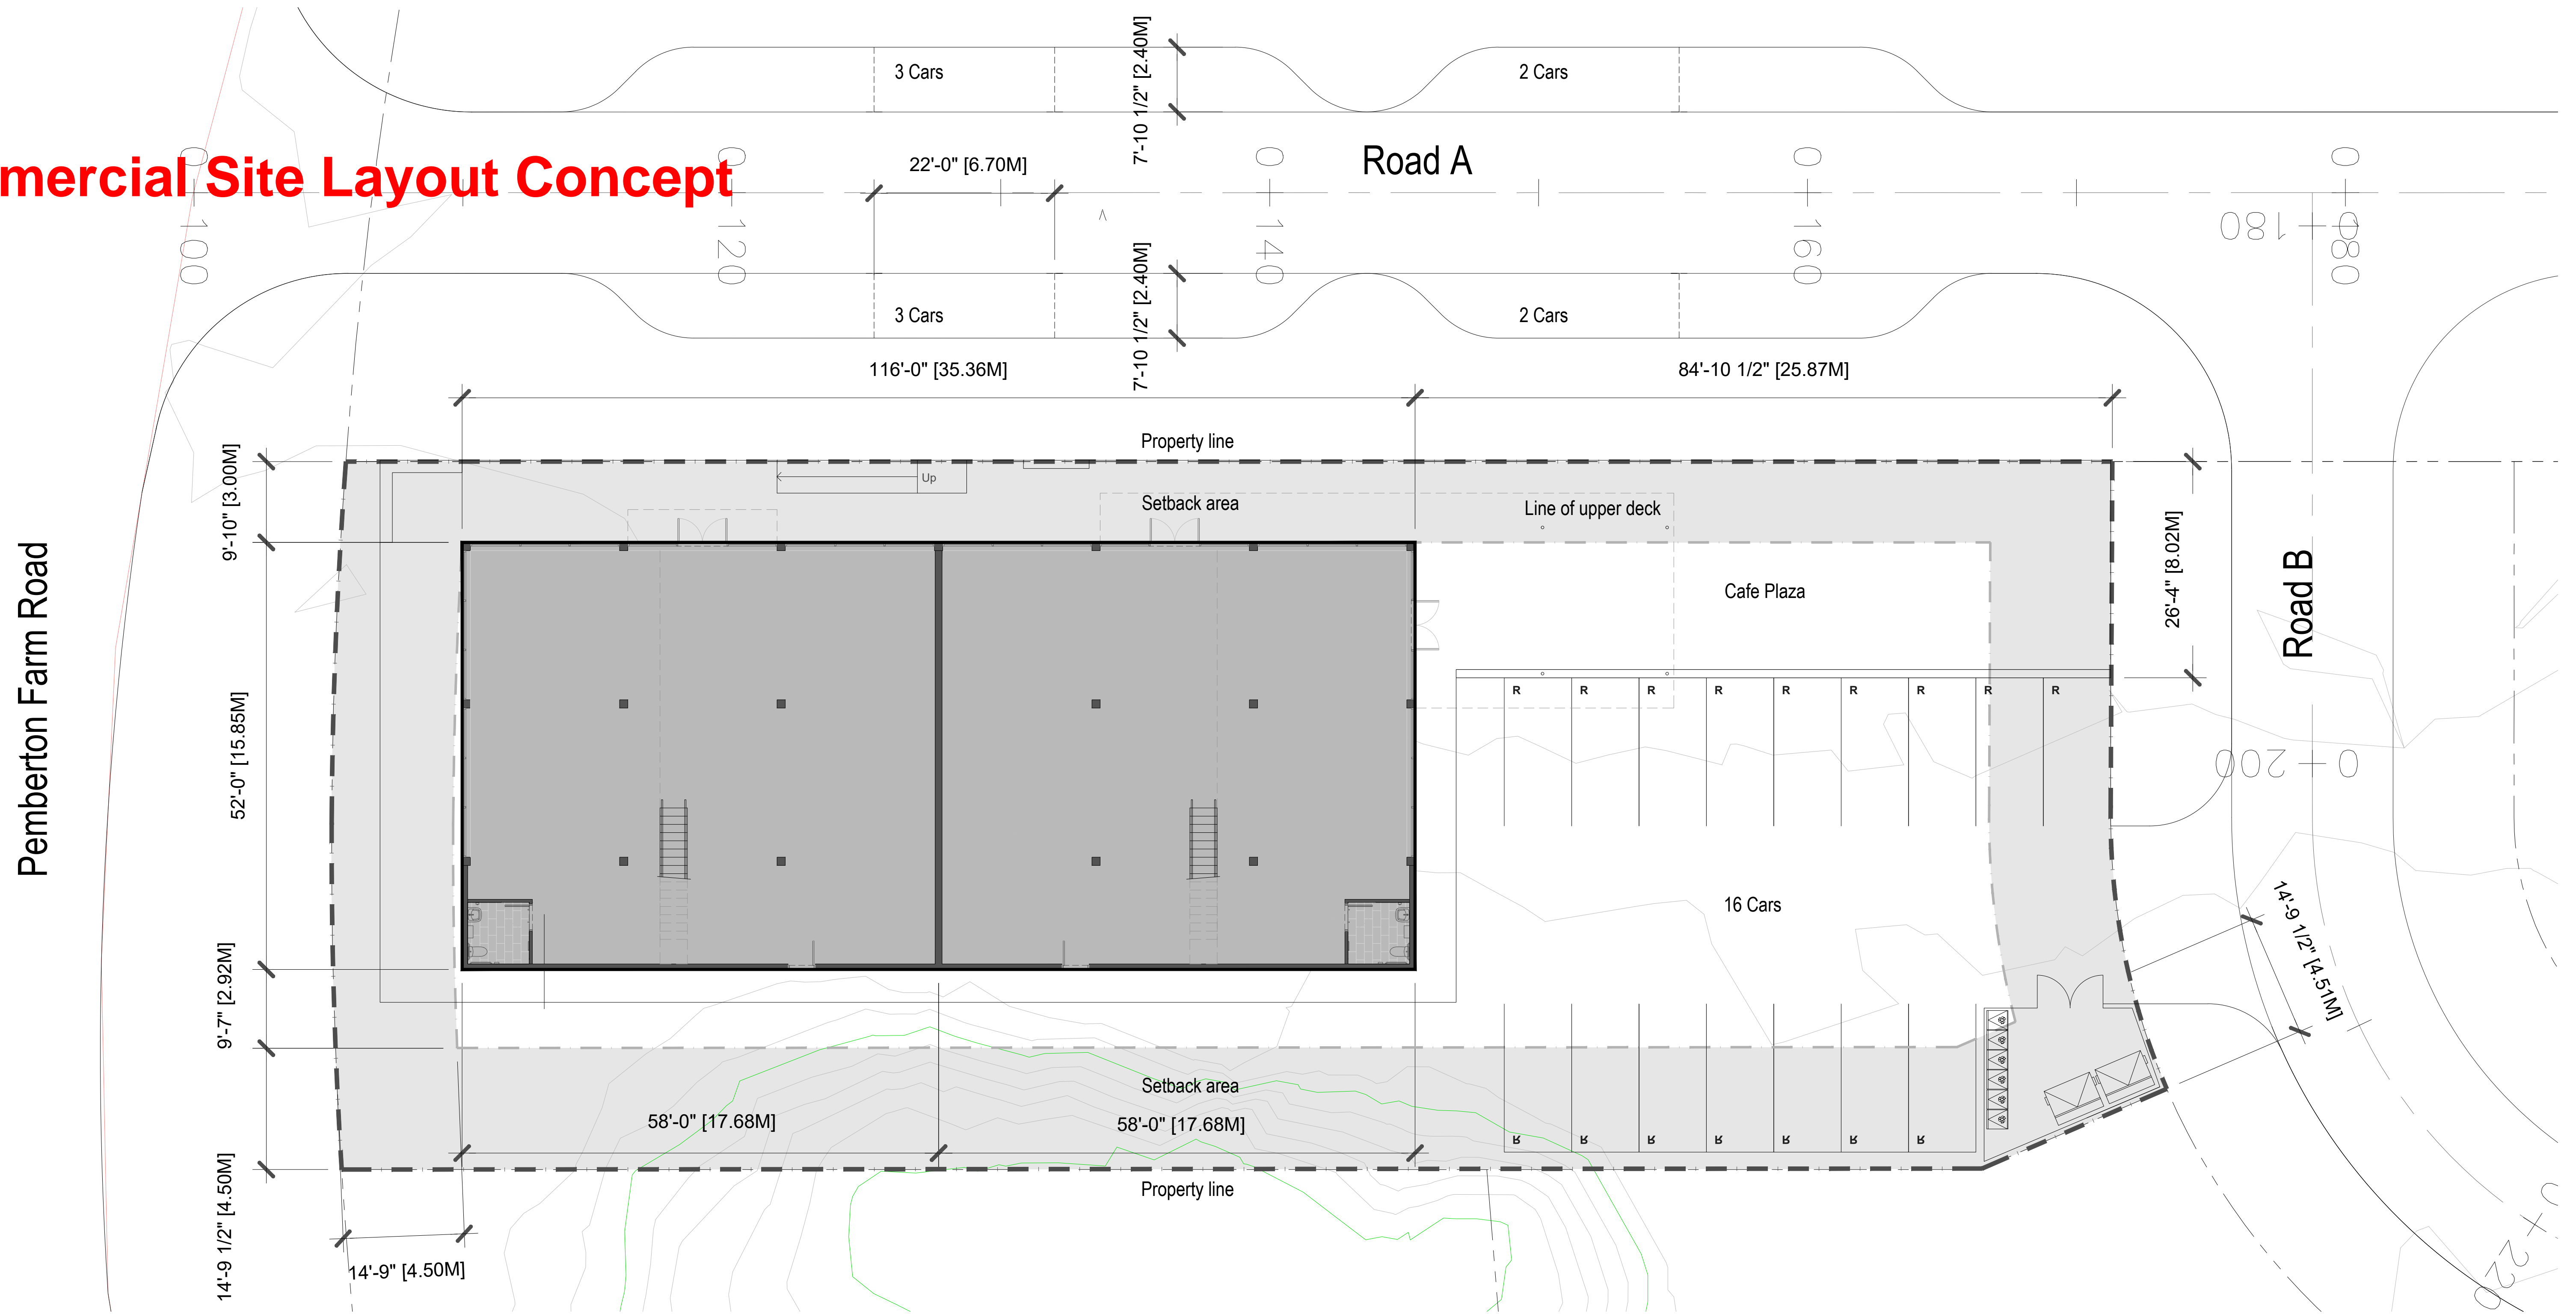 3 Cars
7'-10 1/2" [2.40M]
2 Cars
mercial Site Layout Concept
22'-0" [6.70M]
Road A
0 100
0 120
0 140
0 160
0 180
0 180
3 Cars
7'-10 1/2" [2.40M]
2 Cars
116'-0" [35.36M]
84'-10 1/2" [25.87M]
Property line
9'-10" [3.00M]
Up
Setback area
Line of upper deck
26'-4" [8.02M]
Pemberton Farm Road
Cafe Plaza
Road B
R R R R R R R R R
52'-0" [15.85M]
0 200
16 Cars
14'-9 1/2" [4.51M]
9'-7" [2.92M]
Setback area
58'-0" [17.68M]
58'-0" [17.68M]
R R R R R R R
14'-9 1/2" [4.50M]
Property line
14'-9" [4.50M]
0 220